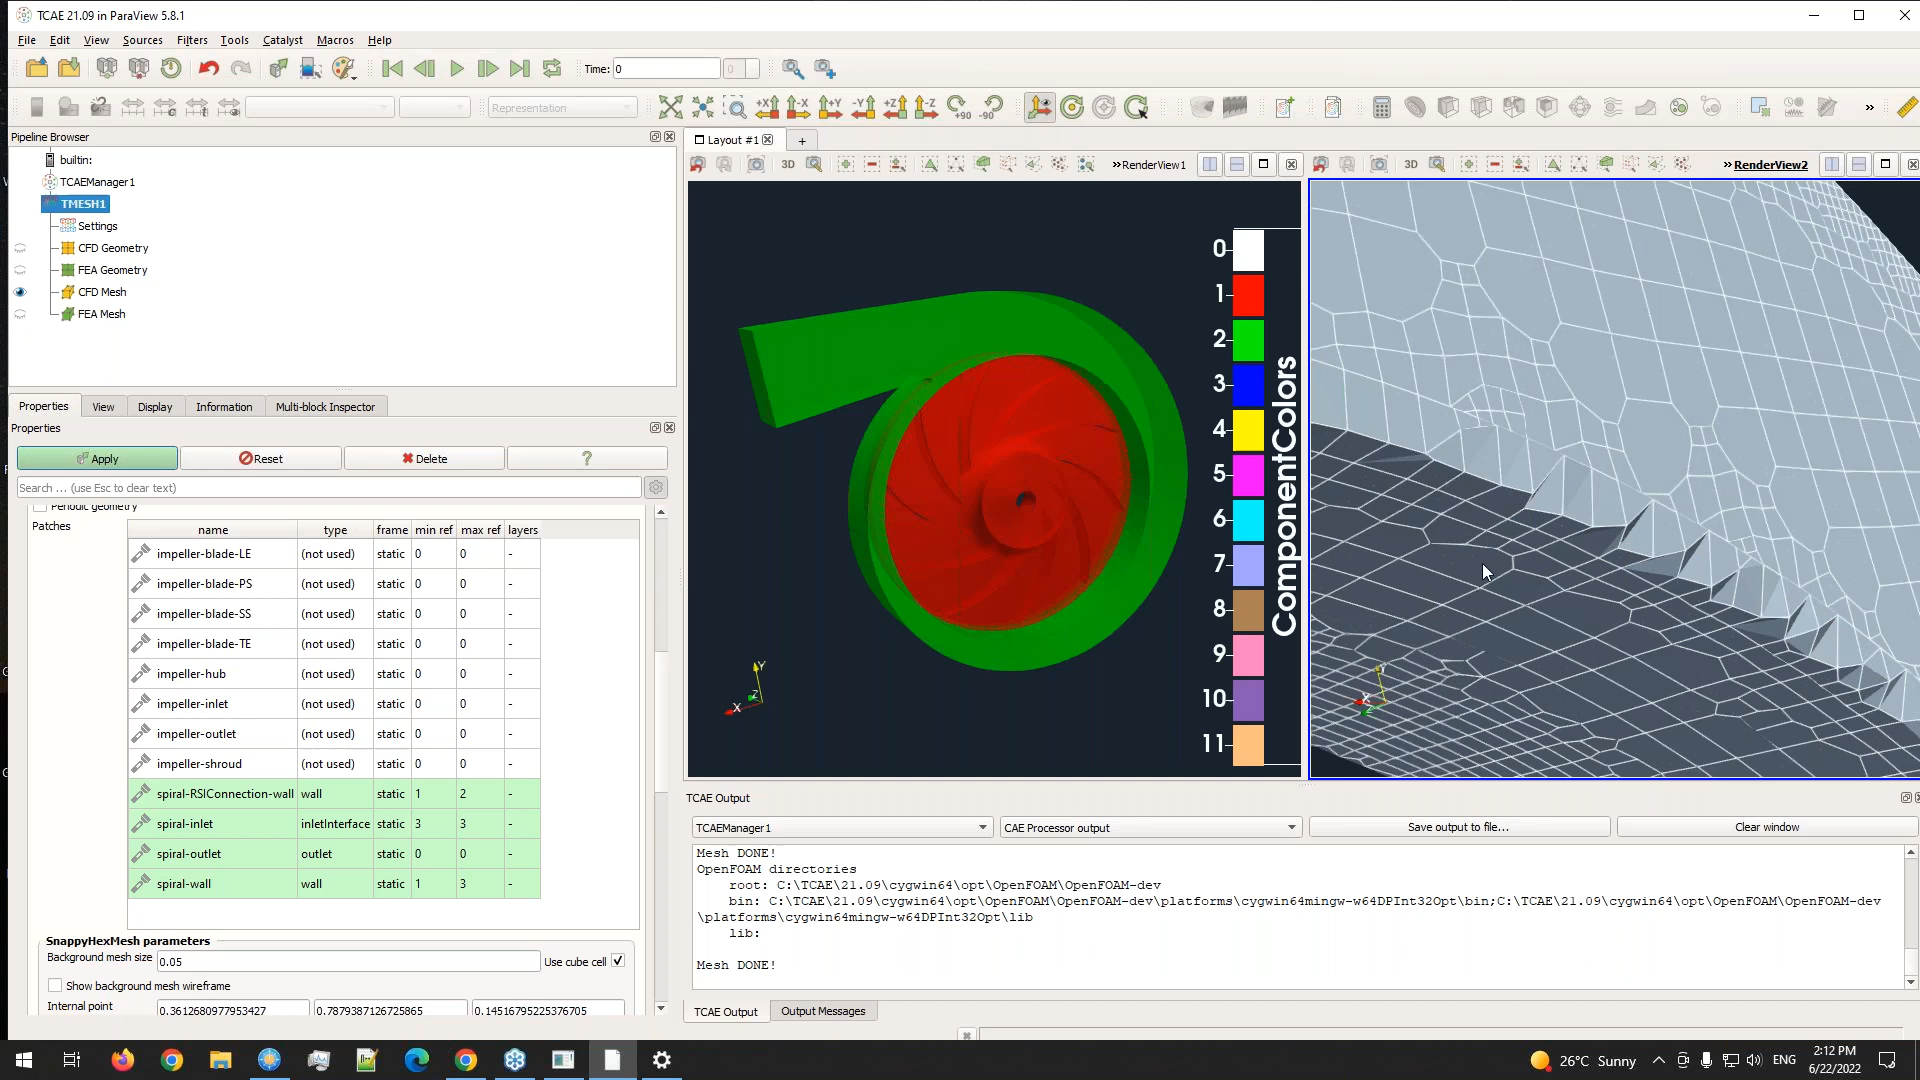 TCAE 21.09 in ParaView 5.8.1
File Edit View Sources Filters Tools Catalyst Macros Help
Time: 0 0
Representation +X -X +Y -Y +Z -Z +90 -90 »
Pipeline Browser
builtin:
TCAEManager1
TMESH1
Settings
CFD Geometry
FEA Geometry
CFD Mesh
FEA Mesh
Properties View Display Information Multi-block Inspector
Properties
Apply Reset Delete ?
Search ... (use Esc to clear text)
Periodic geometry
Patches
name type frame min ref max ref layers
impeller-blade-LE (not used) static 0 0 -
impeller-blade-PS (not used) static 0 0 -
impeller-blade-SS (not used) static 0 0 -
impeller-blade-TE (not used) static 0 0 -
impeller-hub (not used) static 0 0 -
impeller-inlet (not used) static 0 0 -
impeller-outlet (not used) static 0 0 -
impeller-shroud (not used) static 0 0 -
spiral-RSIConnection-wall wall static 1 2 -
spiral-inlet inletInterface static 3 3 -
spiral-outlet outlet static 0 0 -
spiral-wall wall static 1 3 -
SnappyHexMesh parameters
Background mesh size 0.05 Use cube cell
Show background mesh wireframe
Internal point 0.3612680977953427 0.7879387126725865 0.14516795225376705
Layout #1 +
3D »RenderView1
3D »RenderView2
0
1
2
3
4
5
6
7
8
9
10
11
ComponentColors
Y
Z
X
Y
X
Z
TCAE Output
TCAEManager1 CAE Processor output Save output to file... Clear window
Mesh DONE!
OpenFOAM directories
root: C:\TCAE\21.09\cygwin64\opt\OpenFOAM\OpenFOAM-dev
bin: C:\TCAE\21.09\cygwin64\opt\OpenFOAM\OpenFOAM-dev\platforms\cygwin64mingw-w64DPInt32Opt\bin;C:\TCAE\21.09\cygwin64\opt\OpenFOAM\OpenFOAM-dev
\platforms\cygwin64mingw-w64DPInt32Opt\lib
lib:
Mesh DONE!
TCAE Output Output Messages
26°C Sunny ENG 2:12 PM
6/22/2022